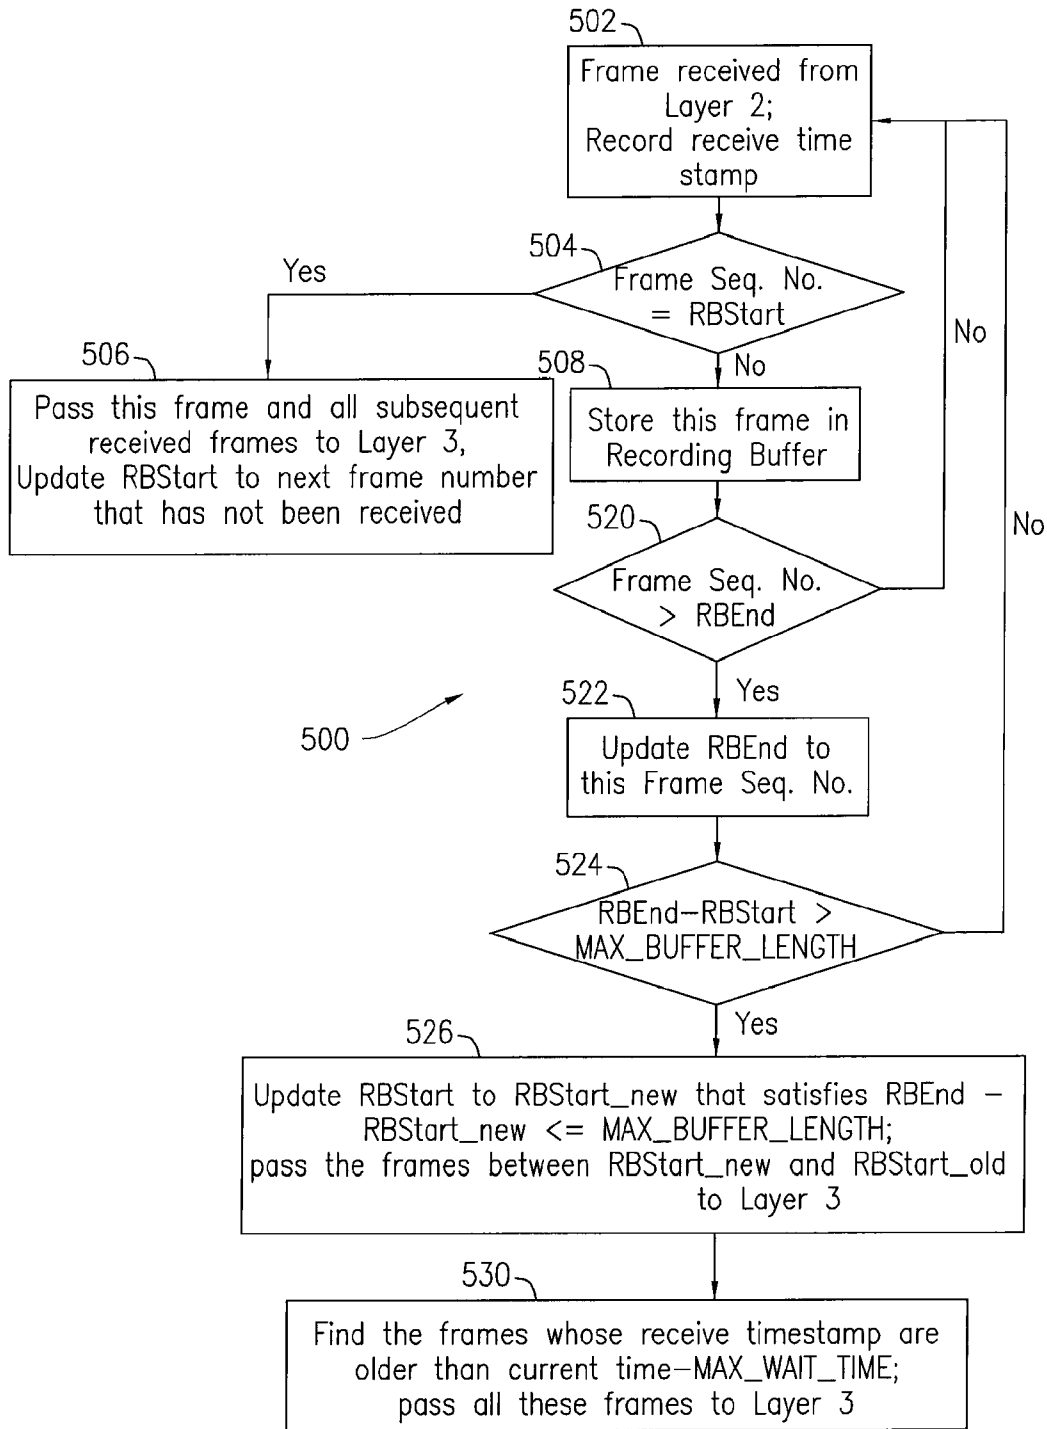 502
Frame received from
Layer 2;
Record receive time
stamp
504
Frame Seq. No.
= RBStart
Yes
No
No
506
Pass this frame and all subsequent
received frames to Layer 3,
Update RBStart to next frame number
that has not been received
508
Store this frame in
Recording Buffer
520
Frame Seq. No.
> RBEnd
No
Yes
500
522
Update RBEnd to
this Frame Seq. No.
524
RBEnd–RBStart >
MAX_BUFFER_LENGTH
Yes
526
Update RBStart to RBStart_new that satisfies RBEnd –
RBStart_new <= MAX_BUFFER_LENGTH;
pass the frames between RBStart_new and RBStart_old
to Layer 3
530
Find the frames whose receive timestamp are
older than current time–MAX_WAIT_TIME;
pass all these frames to Layer 3